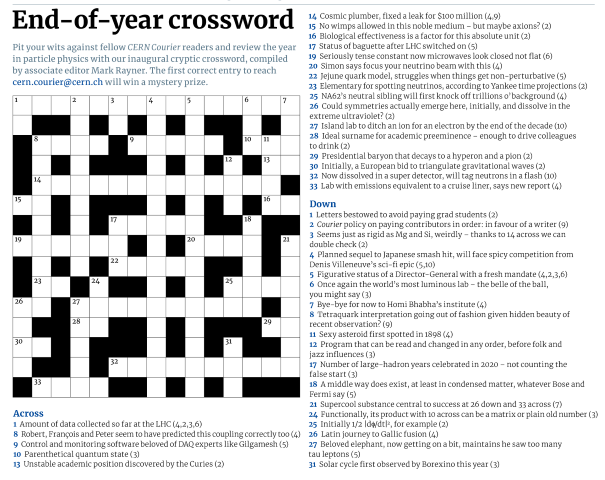 End-of-year crossword
Pit your wits against fellow CERN Courier readers and review the year
in particle physics with our inaugural cryptic crossword, compiled
by associate editor Mark Rayner. The first correct entry to reach
cern.courier@cern.ch will win a mystery prize.
1 2 3 4 5 6 7
8 9 10 11
12 13
14
15 16
17 18
19 20 21
22
23 24 25
26 27
28 29
30 31
32
33
Across
1 Amount of data collected so far at the LHC (4,2,3,6)
8 Robert, François and Peter seem to have predicted this coupling correctly too (4)
9 Control and monitoring software beloved of DAQ experts like Gilgamesh (5)
10 Parenthetical quantum state (3)
13 Unstable academic position discovered by the Curies (2)
14 Cosmic plumber, fixed a leak for $100 million (4,9)
15 No wimps allowed in this noble medium – but maybe axions? (2)
16 Biological effectiveness is a factor for this absolute unit (2)
17 Status of baguette after LHC switched on (5)
19 Seriously tense constant now microwaves look closed not flat (6)
20 Simon says focus your neutrino beam with this (4)
22 Jejune quark model, struggles when things get non-perturbative (5)
23 Elementary for spotting neutrinos, according to Yankee time projections (2)
25 NA62's neutral sibling will first knock off trillions o' background (4)
26 Could symmetries actually emerge here, initially, and dissolve in the
extreme ultraviolet? (2)
27 Island lab to ditch an ion for an electron by the end of the decade (10)
28 Ideal surname for academic preeminence – enough to drive colleagues
to drink (2)
29 Presidential baryon that decays to a hyperon and a pion (2)
30 Initially, a European bid to triangulate gravitational waves (2)
32 Now dissolved in a super detector, will tag neutrons in a flash (10)
33 Lab with emissions equivalent to a cruise liner, says new report (4)
Down
1 Letters bestowed to avoid paying grad students (2)
2 Courier policy on paying contributors in order: in favour of a writer (9)
3 Seems just as rigid as Mg and Si, weirdly – thanks to 14 across we can
double check (2)
4 Planned sequel to Japanese smash hit, will face spicy competition from
Denis Villeneuve's sci-fi epic (5,10)
5 Figurative status of a Director-General with a fresh mandate (4,2,3,6)
6 Once again the world's most luminous lab – the belle of the ball,
you might say (3)
7 Bye-bye for now to Homi Bhabha's institute (4)
8 Tetraquark interpretation going out of fashion given hidden beauty of
recent observation? (9)
11 Sexy asteroid first spotted in 1898 (4)
12 Program that can be read and changed in any order, before folk and
jazz influences (3)
17 Number of large-hadron years celebrated in 2020 – not counting the
false start (3)
18 A middle way does exist, at least in condensed matter, whatever Bose and
Fermi say (5)
21 Supercool substance central to success at 26 down and 33 across (7)
24 Functionally, its product with 10 across can be a matrix or plain old number (3)
25 Initially 1/2 |dφ/dt|², for example (2)
26 Latin journey to Gallic fusion (4)
27 Beloved elephant, now getting on a bit, maintains he saw too many
tau leptons (5)
31 Solar cycle first observed by Borexino this year (3)